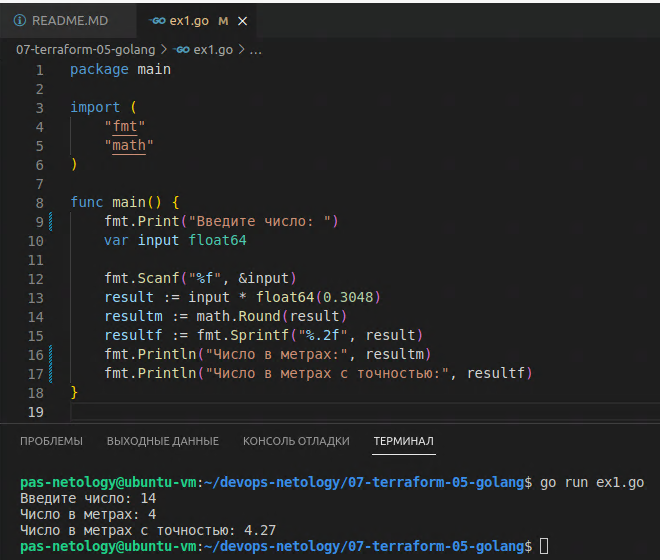 README.MD   ex1.go   M   ×
07-terraform-05-golang > ex1.go > ...
1 package main
2
3 import (
4     "fmt"
5     "math"
6 )
7
8 func main() {
9     fmt.Print("Введите число: ")
10     var input float64
11
12     fmt.Scanf("%f", &input)
13     result := input * float64(0.3048)
14     resultm := math.Round(result)
15     resultf := fmt.Sprintf("%.2f", result)
16     fmt.Println("Число в метрах:", resultm)
17     fmt.Println("Число в метрах с точностью:", resultf)
18 }
19
ПРОБЛЕМЫ   ВЫХОДНЫЕ ДАННЫЕ   КОНСОЛЬ ОТЛАДКИ   ТЕРМИНАЛ
pas-netology@ubuntu-vm:~/devops-netology/07-terraform-05-golang$ go run ex1.go
Введите число: 14
Число в метрах: 4
Число в метрах с точностью: 4.27
pas-netology@ubuntu-vm:~/devops-netology/07-terraform-05-golang$